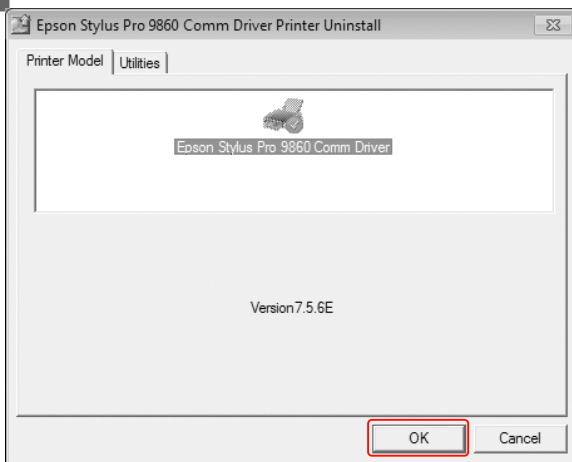 Epson Stylus Pro 9860 Comm Driver Printer Uninstall
Printer Model Utilities
Epson Stylus Pro 9860 Comm Driver
Version7.5.6E
OK Cancel